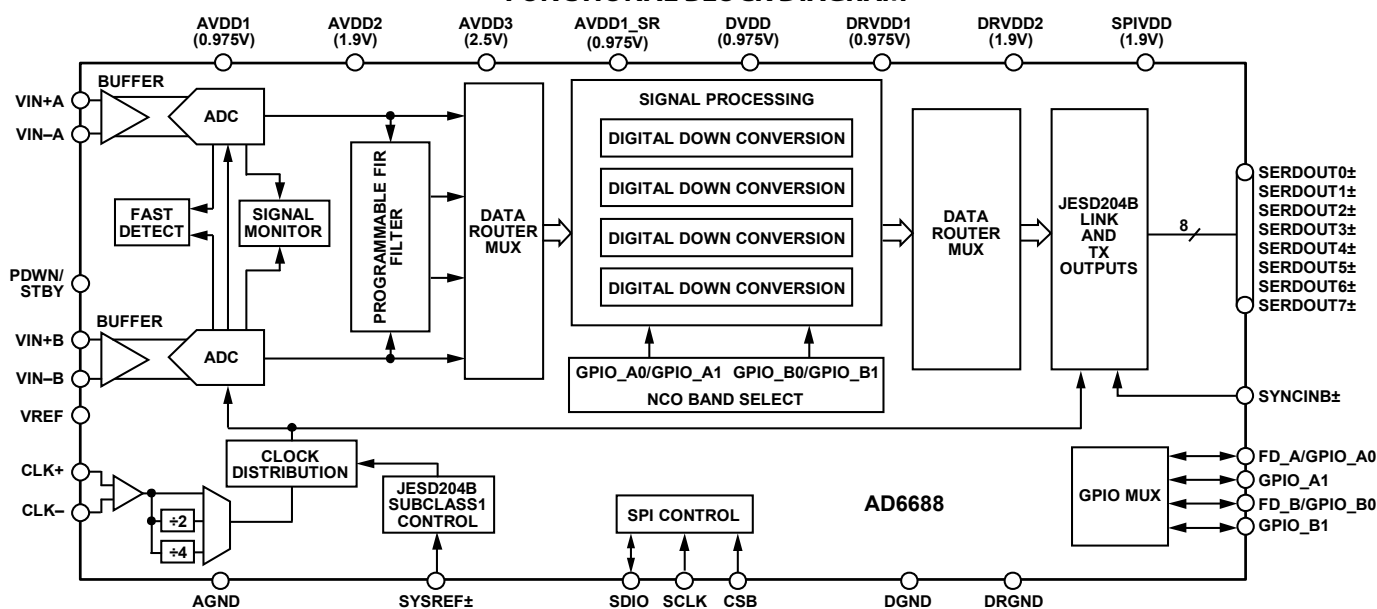 FUNCTIONAL BLOCK DIAGRAM
AVDD1
(0.975V)
AVDD2
(1.9V)
AVDD3
(2.5V)
AVDD1_SR
(0.975V)
DVDD
(0.975V)
DRVDD1
(0.975V)
DRVDD2
(1.9V)
SPIVDD
(1.9V)
BUFFER
VIN+A
VIN–A
ADC
FAST
DETECT
SIGNAL
MONITOR
PROGRAMMABLE FIR
FILTER
DATA
ROUTER
MUX
SIGNAL PROCESSING
DIGITAL DOWN CONVERSION
DIGITAL DOWN CONVERSION
DIGITAL DOWN CONVERSION
DIGITAL DOWN CONVERSION
DATA
ROUTER
MUX
JESD204B
LINK
AND
TX
OUTPUTS
8
SERDOUT0±
SERDOUT1±
SERDOUT2±
SERDOUT3±
SERDOUT4±
SERDOUT5±
SERDOUT6±
SERDOUT7±
PDWN/
STBY
BUFFER
VIN+B
VIN–B
ADC
GPIO_A0/GPIO_A1 GPIO_B0/GPIO_B1
NCO BAND SELECT
VREF
SYNCINB±
CLOCK
DISTRIBUTION
CLK+
CLK–
÷2
÷4
JESD204B
SUBCLASS1
CONTROL
SPI CONTROL
AD6688
GPIO MUX
FD_A/GPIO_A0
GPIO_A1
FD_B/GPIO_B0
GPIO_B1
AGND
SYSREF±
SDIO
SCLK
CSB
DGND
DRGND